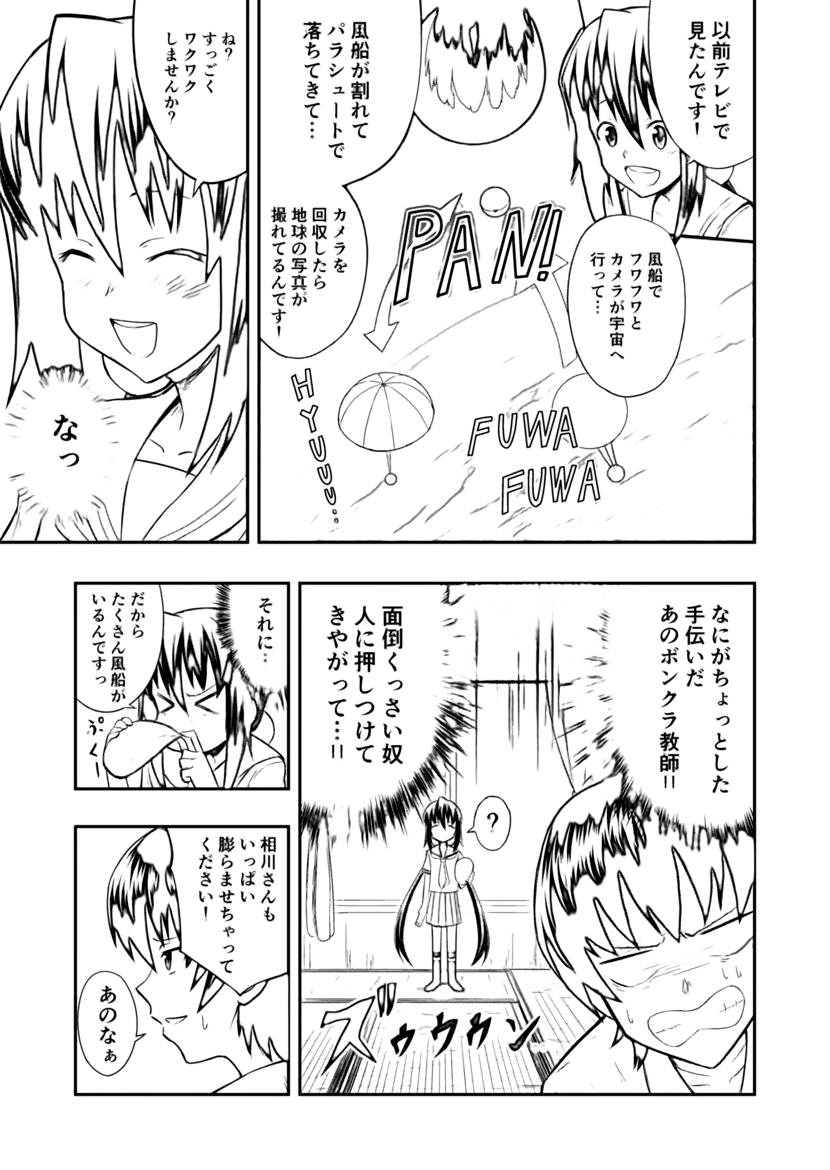 以前テレビで
見たんです!
風船で
フワフワと
カメラが宇宙へ
行って…
FUWA
FUWA
PAN!
風船が割れて
パラシュートで
落ちてきて…
HYUUU..
カメラを
回収したら
地球の写真が
撮れてるんです!
ね?
すっごく
ワクワク
しませんか?
なっ
なにがちょっとした
手伝いだ
あのボンクラ教師!!
面倒くっさい奴
人に押しつけて
きやがって…!!
?
ズゥウウゥン
それに…
だから
たくさん風船が
いるんですっ
ぷくー
相川さんも
いっぱい
膨らませちゃって
ください!
あのなぁ